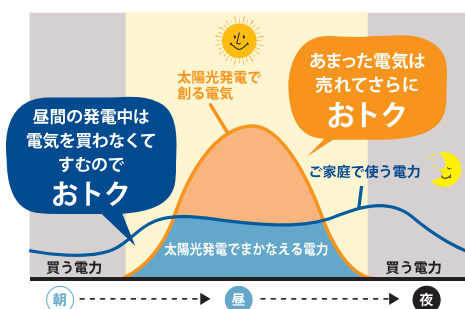 太陽光発電で
創る電気
あまった電気は
売れてさらに
おトク
昼間の発電中は
電気を買わなくて
すむので
おトク
ご家庭で使う電力
太陽光発電でまかなえる電力
買う電力
買う電力
朝
昼
夜